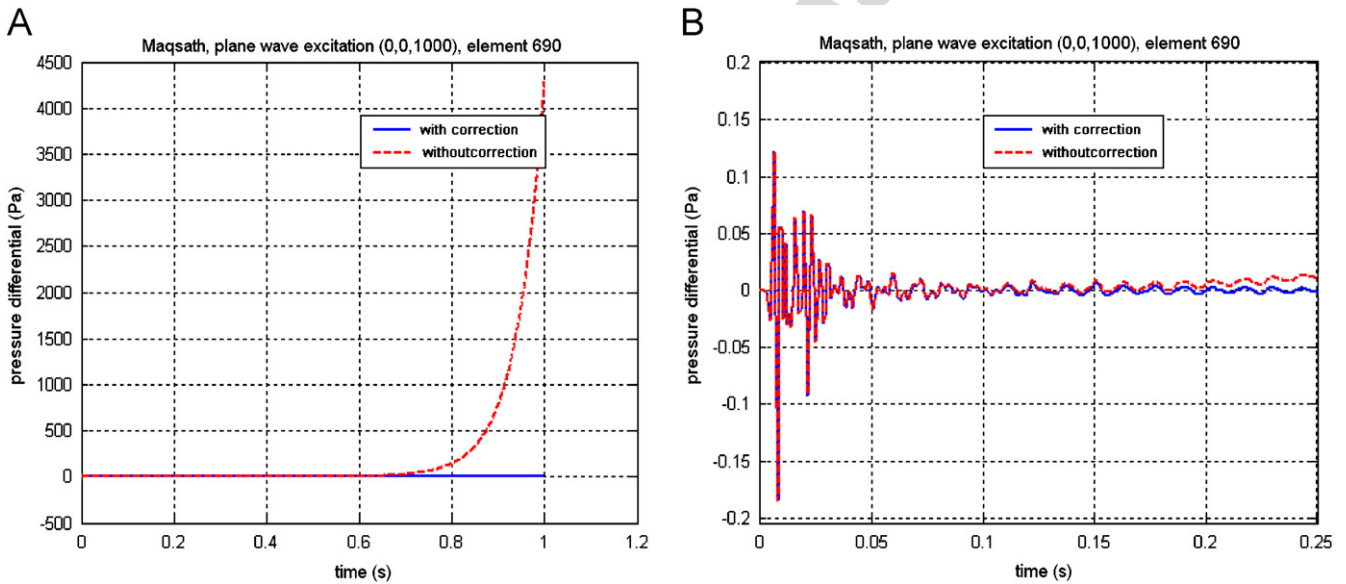 A
Maqsath, plane wave excitation (0,0,1000), element 690
4500
4000
3500
3000
2500
2000
1500
1000
500
0
-500
pressure differential (Pa)
with correction
withoutcorrection
0
0.2
0.4
0.6
0.8
1
1.2
time (s)
B
Maqsath, plane wave excitation (0,0,1000), element 690
0.2
0.15
0.1
0.05
0
-0.05
-0.1
-0.15
-0.2
pressure differential (Pa)
with correction
withoutcorrection
0
0.05
0.1
0.15
0.2
0.25
time (s)